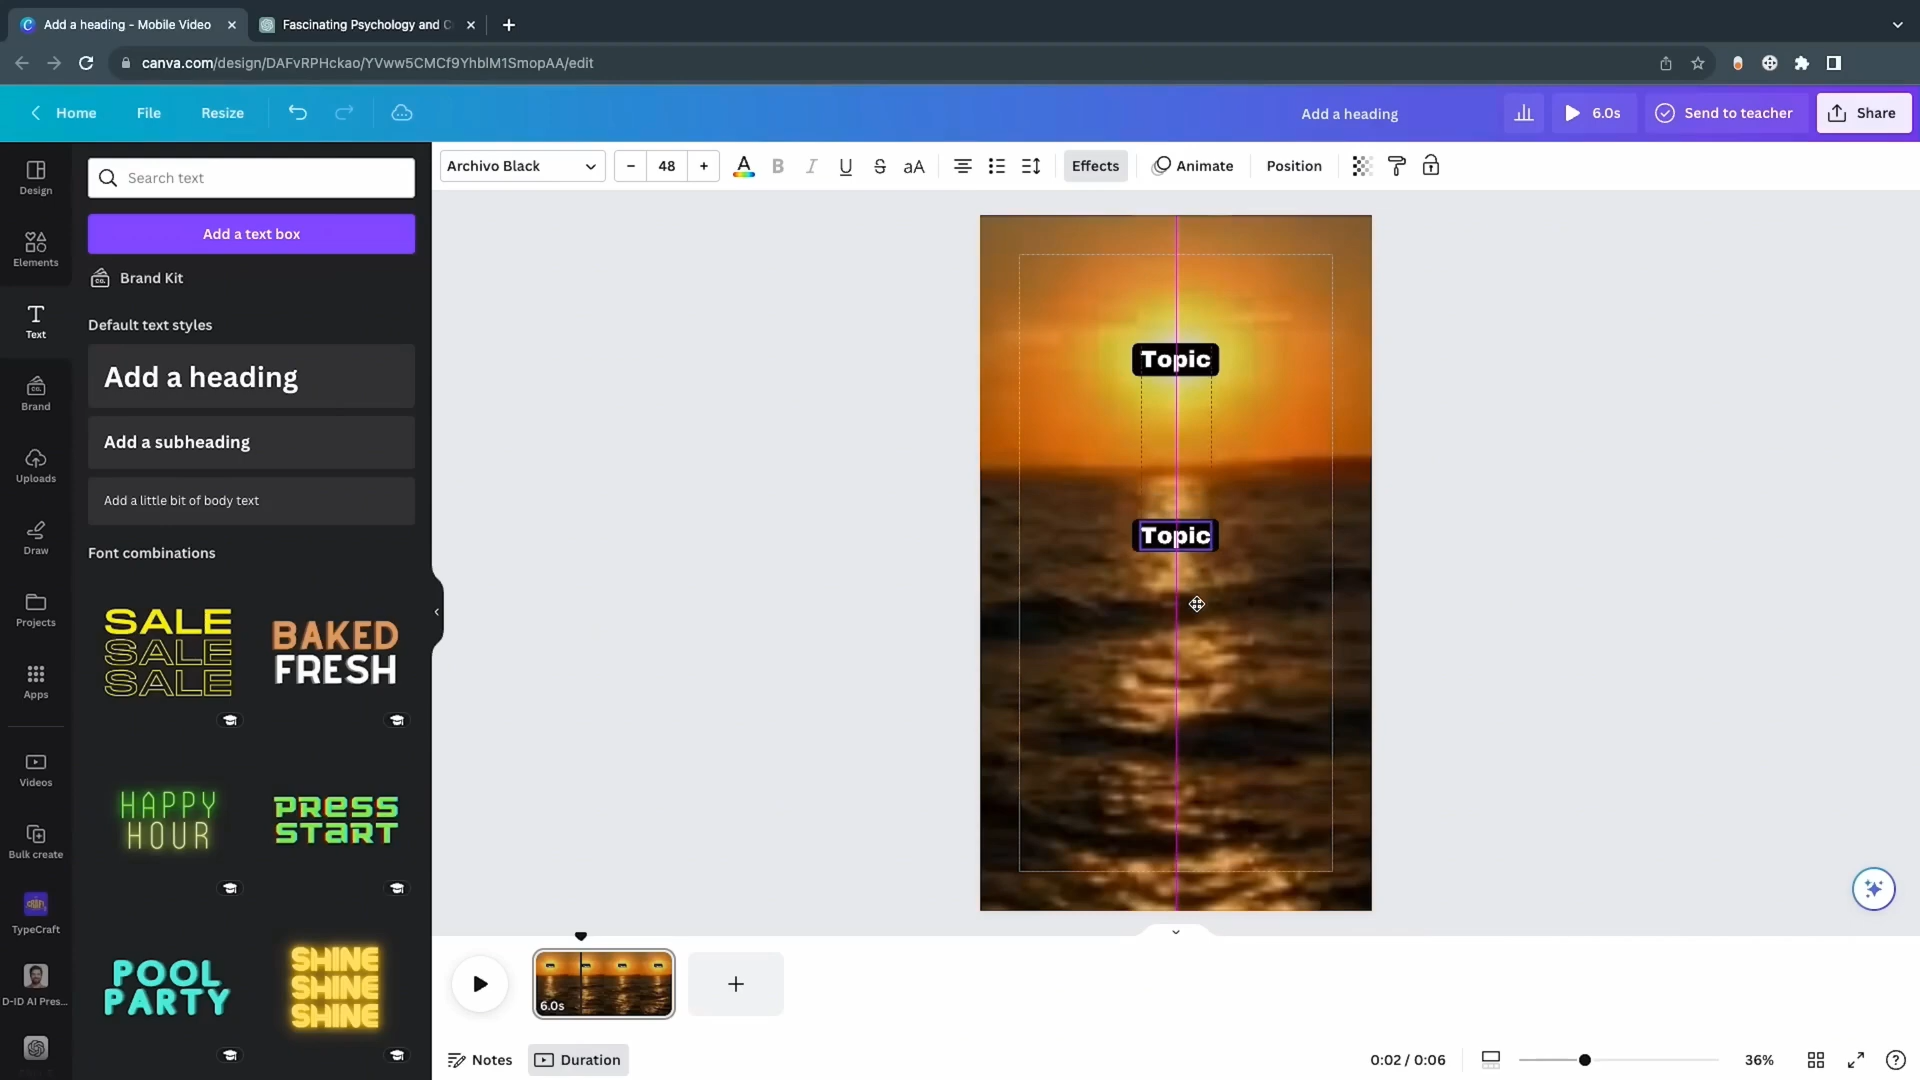 Add a heading - Mobile Video
Fascinating Psychology and C
canva.com/design/DAFvRPHckao/YVww5CMCf9YhblM1SmopAA/edit
Home
File
Resize
Add a heading
6.0s
Send to teacher
Share
Archivo Black
48
A
B
I
U
S
aA
Effects
Animate
Position
Search text
Add a text box
Brand Kit
Default text styles
Add a heading
Add a subheading
Add a little bit of body text
Font combinations
SALE
SALE
SALE
BAKED
FRESH
HAPPY
HOUR
PRESS
START
POOL
PARTY
SHINE
SHINE
SHINE
Design
Elements
Text
Brand
Uploads
Draw
Projects
Apps
Videos
Bulk create
TypeCraft
D-ID AI Pres...
Topic
Topic
6.0s
Notes
Duration
0:02 / 0:06
36%